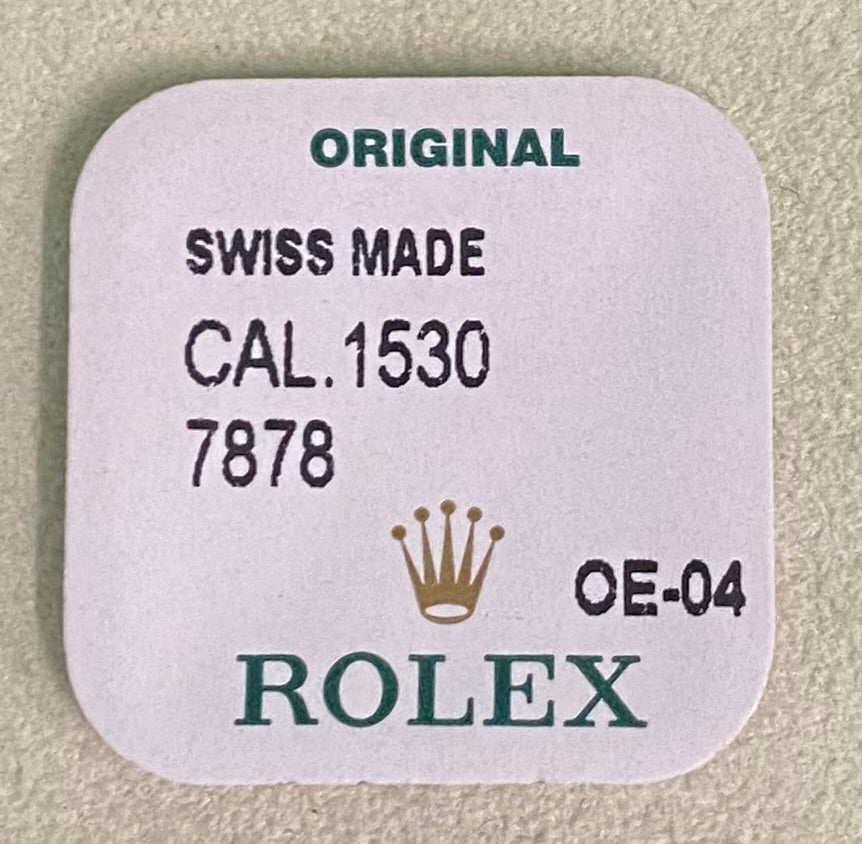 ORIGINAL
SWISS MADE
CAL.1530
7878
OE-04
ROLEX